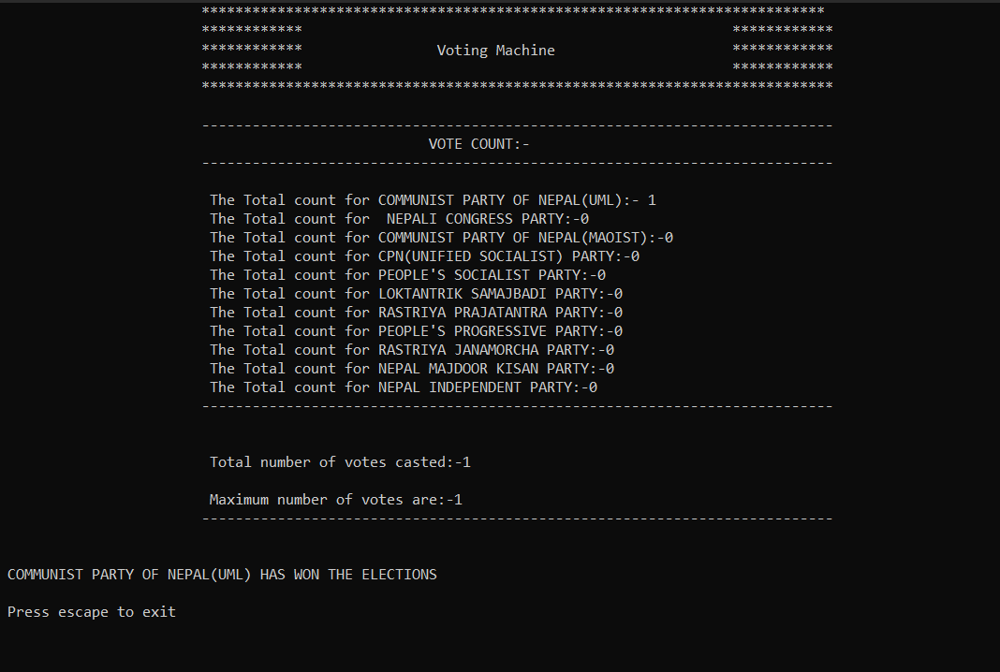 **************************************************************************
************ ************
************ Voting Machine ************
************ ************
***************************************************************************
---------------------------------------------------------------------------
VOTE COUNT:-
---------------------------------------------------------------------------
The Total count for COMMUNIST PARTY OF NEPAL(UML):- 1
The Total count for  NEPALI CONGRESS PARTY:-0
The Total count for COMMUNIST PARTY OF NEPAL(MAOIST):-0
The Total count for CPN(UNIFIED SOCIALIST) PARTY:-0
The Total count for PEOPLE'S SOCIALIST PARTY:-0
The Total count for LOKTANTRIK SAMAJBADI PARTY:-0
The Total count for RASTRIYA PRAJATANTRA PARTY:-0
The Total count for PEOPLE'S PROGRESSIVE PARTY:-0
The Total count for RASTRIYA JANAMORCHA PARTY:-0
The Total count for NEPAL MAJDOOR KISAN PARTY:-0
The Total count for NEPAL INDEPENDENT PARTY:-0
---------------------------------------------------------------------------
Total number of votes casted:-1
Maximum number of votes are:-1
---------------------------------------------------------------------------
COMMUNIST PARTY OF NEPAL(UML) HAS WON THE ELECTIONS
Press escape to exit